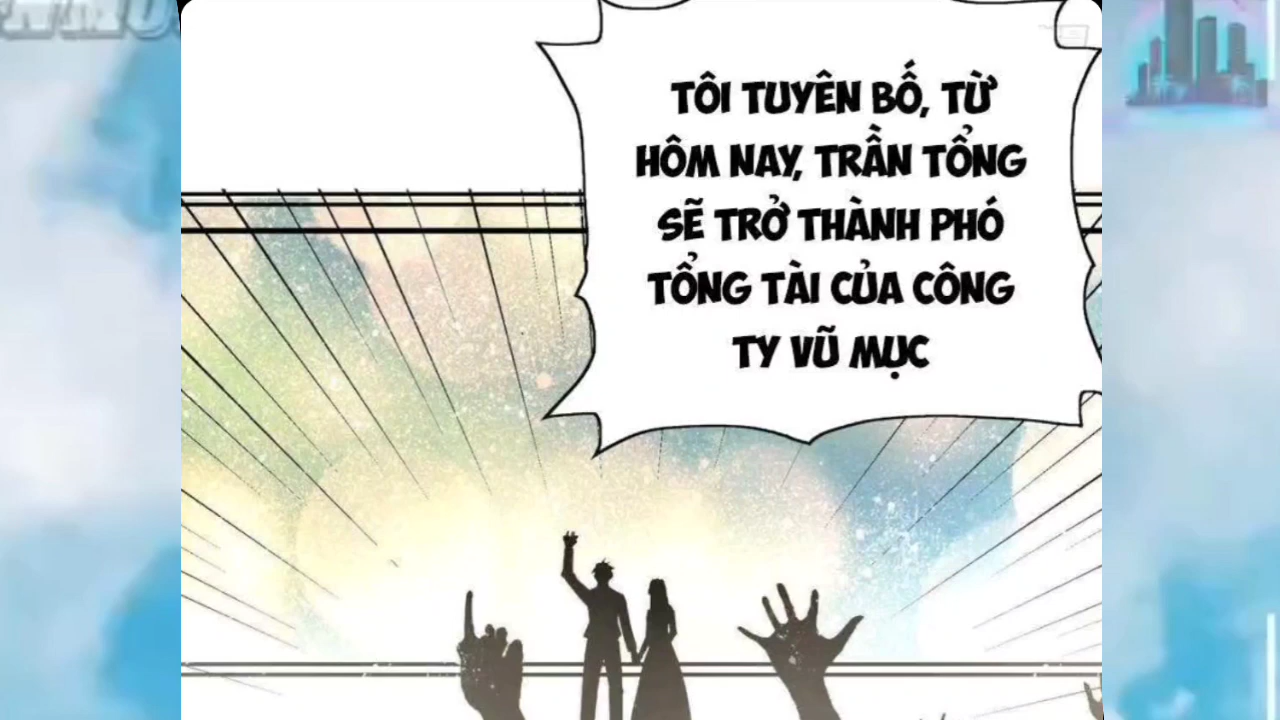 TÔI TUYÊN BỐ, TỪ
HÔM NAY, TRẦN TỔNG
SẼ TRỞ THÀNH PHÓ
TỔNG TÀI CỦA CÔNG
TY VŨ MỤC